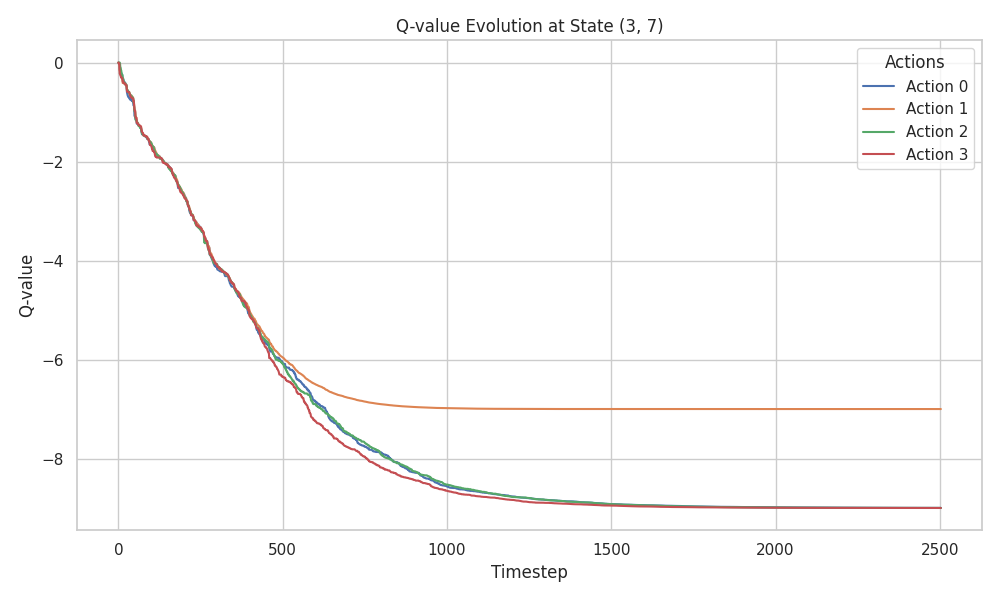 Q-value Evolution at State (3, 7)
Actions
Action 0
Action 1
Action 2
Action 3
Q-value
0
−2
−4
−6
−8
0
500
1000
1500
2000
2500
Timestep